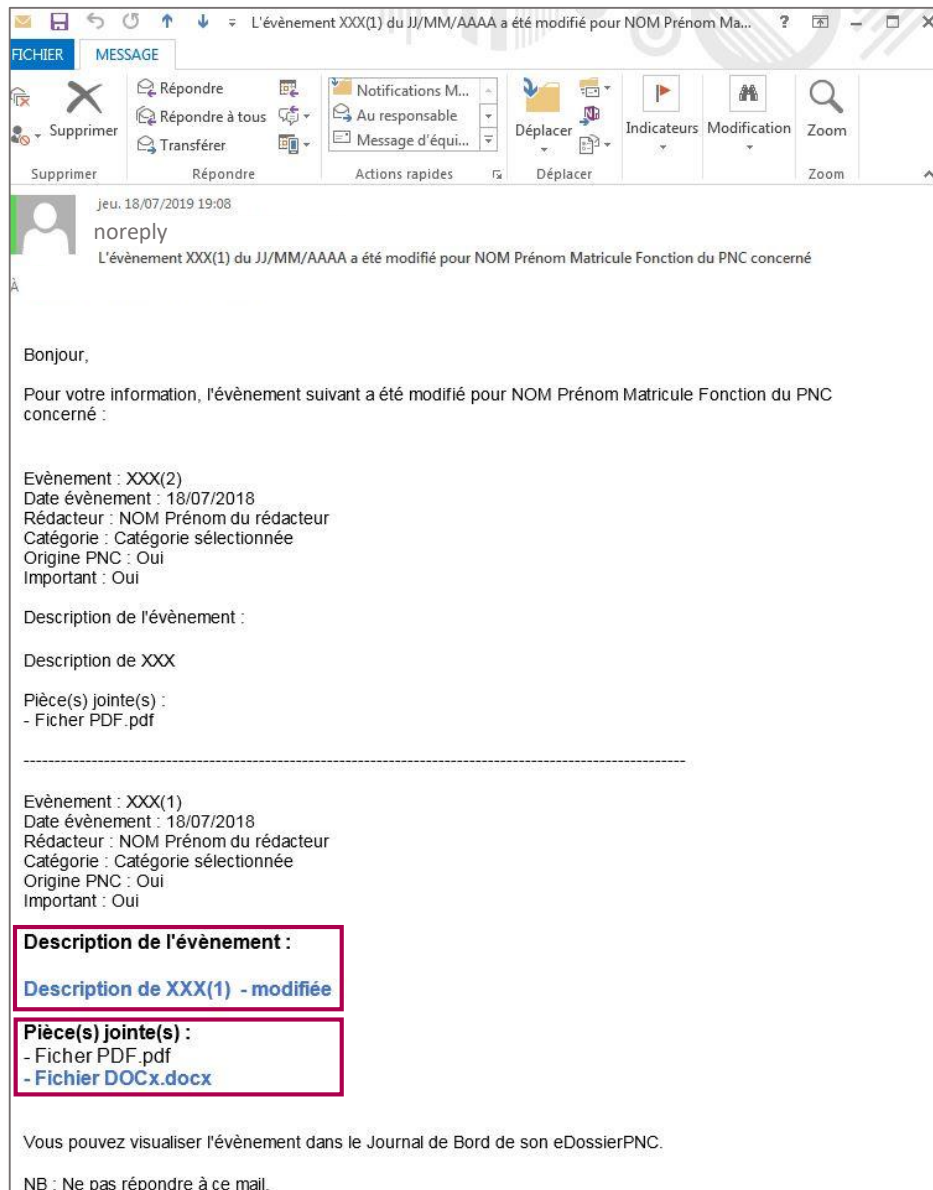 L'évènement XXX(1) du JJ/MM/AAAA a été modifié pour NOM Prénom Ma...
FICHIER MESSAGE
Supprimer
Répondre
Répondre à tous
Transférer
Notifications M...
Au responsable
Message d'équi...
Déplacer
Indicateurs
Modification
Zoom
Supprimer Répondre Actions rapides Déplacer Zoom
jeu. 18/07/2019 19:08
noreply
L'évènement XXX(1) du JJ/MM/AAAA a été modifié pour NOM Prénom Matricule Fonction du PNC concerné
À
Bonjour,
Pour votre information, l'évènement suivant a été modifié pour NOM Prénom Matricule Fonction du PNC
concerné :
Evènement : XXX(2)
Date évènement : 18/07/2018
Rédacteur : NOM Prénom du rédacteur
Catégorie : Catégorie sélectionnée
Origine PNC : Oui
Important : Oui
Description de l'évènement :
Description de XXX
Pièce(s) jointe(s) :
- Ficher PDF.pdf
Evènement : XXX(1)
Date évènement : 18/07/2018
Rédacteur : NOM Prénom du rédacteur
Catégorie : Catégorie sélectionnée
Origine PNC : Oui
Important : Oui
Description de l'évènement :
Description de XXX(1) - modifiée
Pièce(s) jointe(s) :
- Ficher PDF.pdf
- Fichier DOCx.docx
Vous pouvez visualiser l'évènement dans le Journal de Bord de son eDossierPNC.
NB : Ne pas répondre à ce mail.